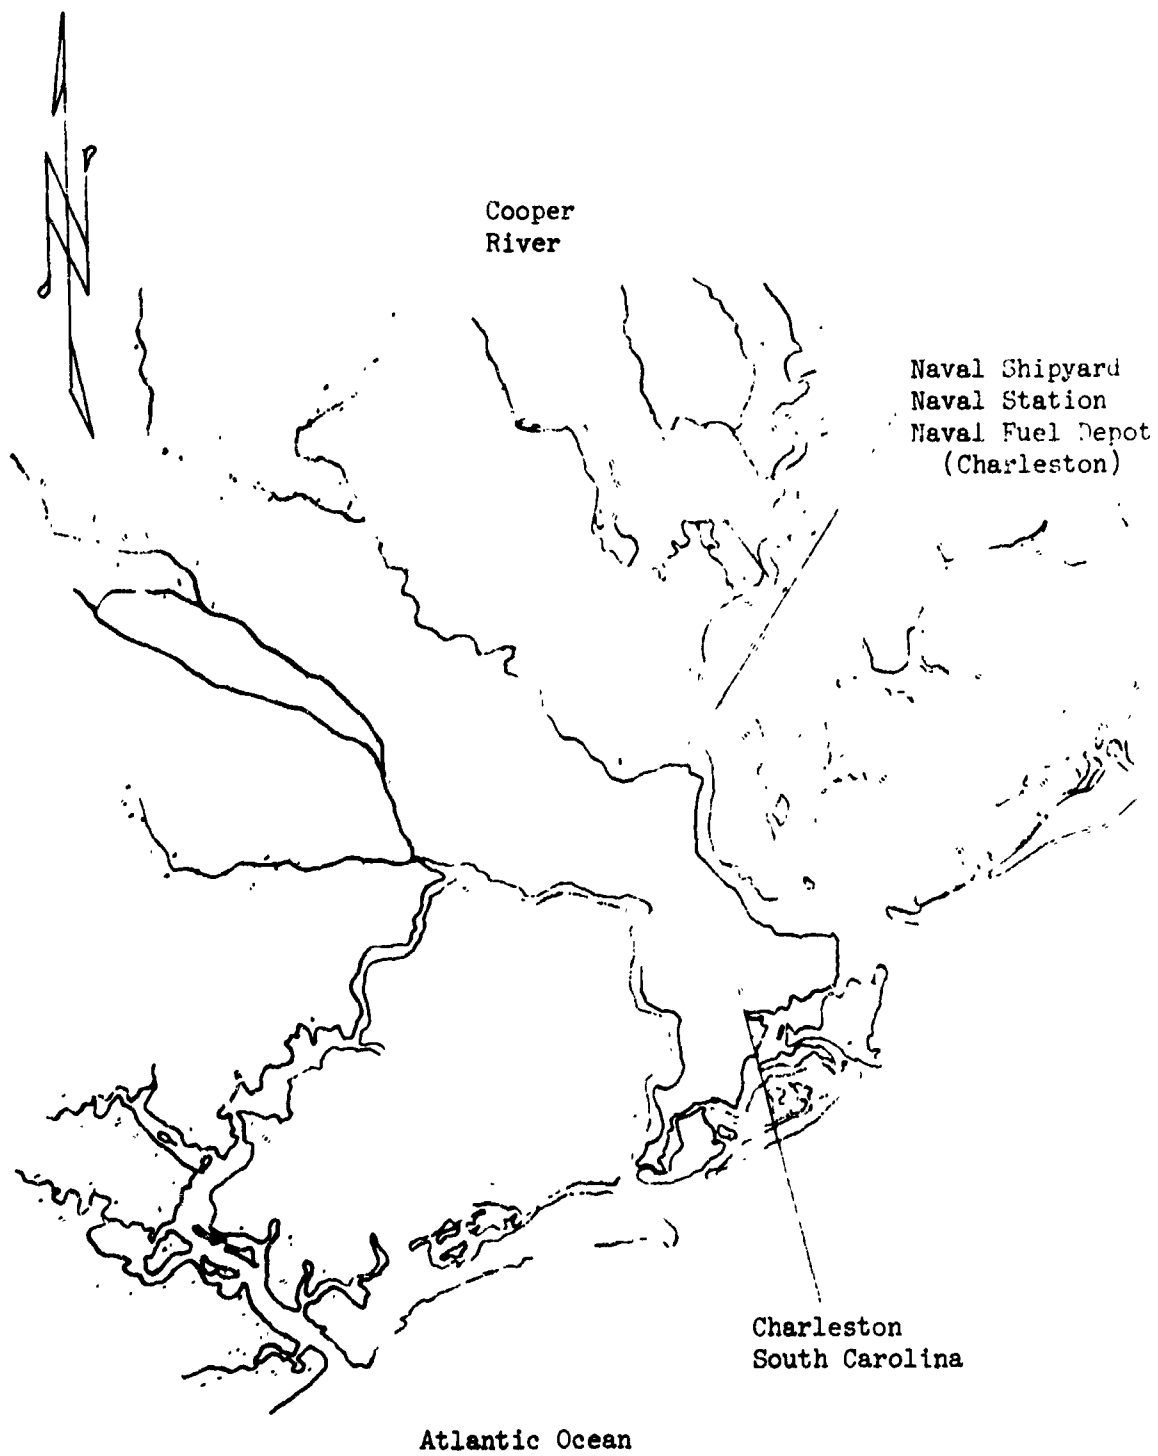 N
Cooper
River
Naval Shipyard
Naval Station
Naval Fuel Depot
(Charleston)
Charleston
South Carolina
Atlantic Ocean